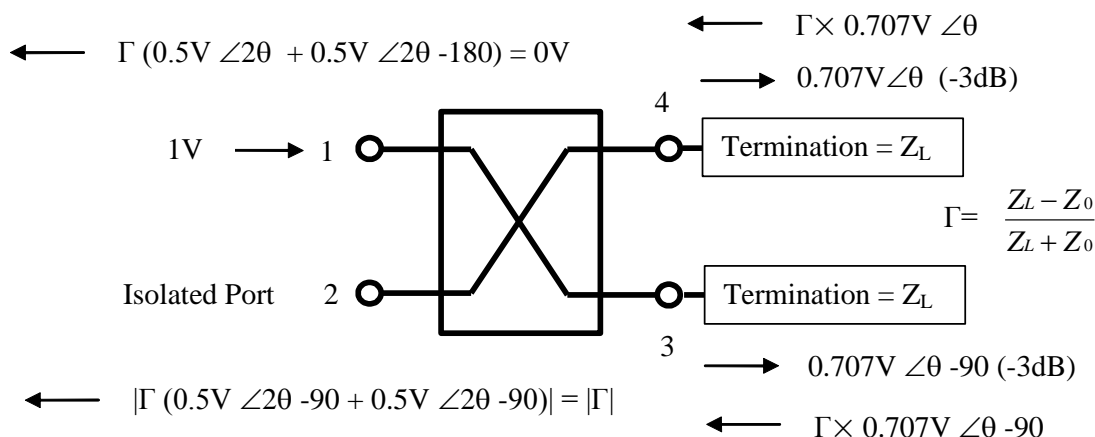 Γ× 0.707V ∠θ
Γ (0.5V ∠2θ + 0.5V ∠2θ -180) = 0V
0.707V∠θ (-3dB)
4
1V
1
Termination = Z_L
Γ= (Z_L − Z_0) / (Z_L + Z_0)
Isolated Port
2
Termination = Z_L
3
0.707V ∠θ -90 (-3dB)
|Γ (0.5V ∠2θ -90 + 0.5V ∠2θ -90)| = |Γ|
Γ× 0.707V ∠θ -90